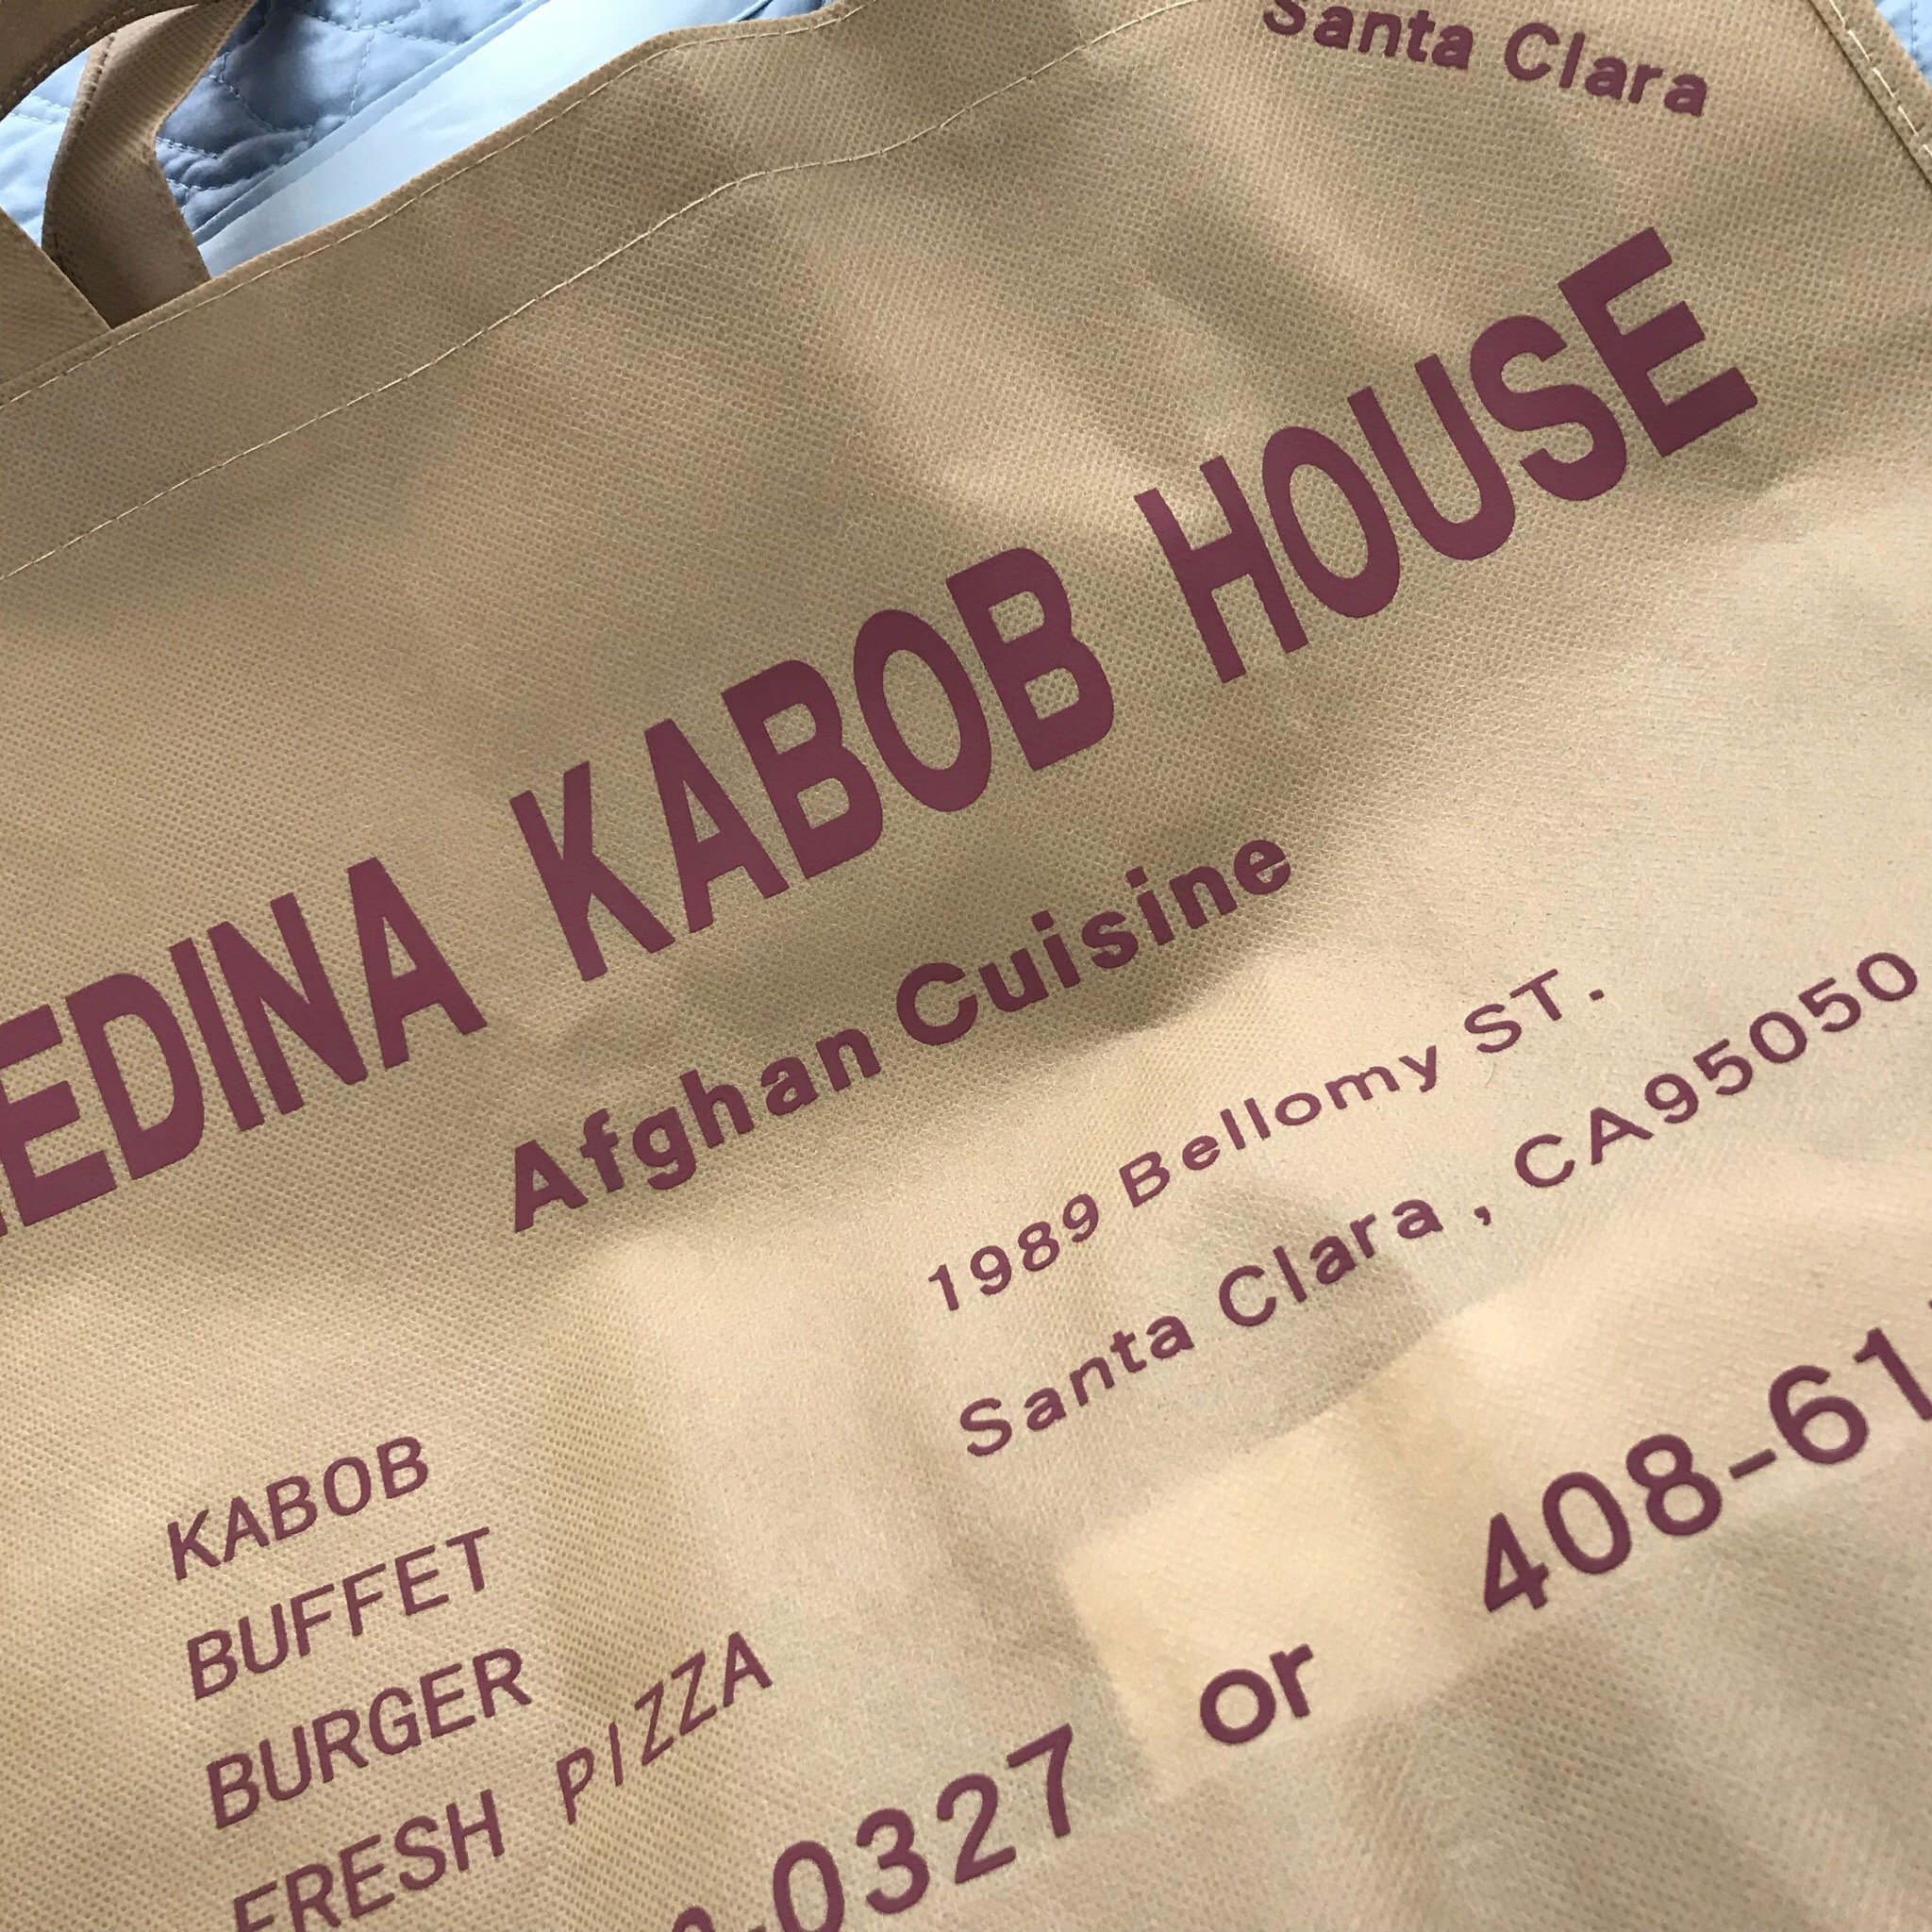 Santa Clara
EDINA KABOB HOUSE
Afghan Cuisine
1989 Bellomy ST.
Santa Clara , CA95050
KABOB
BUFFET
BURGER
FRESH PIZZA
-0327 or 408-61